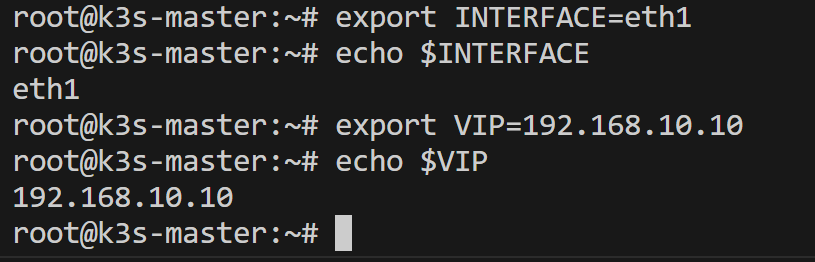 root@k3s-master:~# export INTERFACE=eth1
root@k3s-master:~# echo $INTERFACE
eth1
root@k3s-master:~# export VIP=192.168.10.10
root@k3s-master:~# echo $VIP
192.168.10.10
root@k3s-master:~#